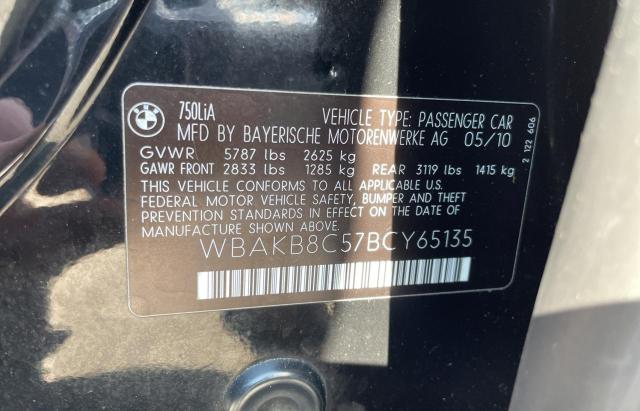 BMW
750LiA VEHICLE TYPE: PASSENGER CAR
MFD BY BAYERISCHE MOTORENWERKE AG 05/10
GVWR 5787 lbs 2625 kg
GAWR FRONT 2833 lbs 1285 kg REAR 3119 lbs 1415 kg
THIS VEHICLE CONFORMS TO ALL APPLICABLE U.S.
FEDERAL MOTOR VEHICLE SAFETY, BUMPER AND THEFT
PREVENTION STANDARDS IN EFFECT ON THE DATE OF
MANUFACTURE SHOWN ABOVE.
WBAKB8C57BCY65135
2 122 606